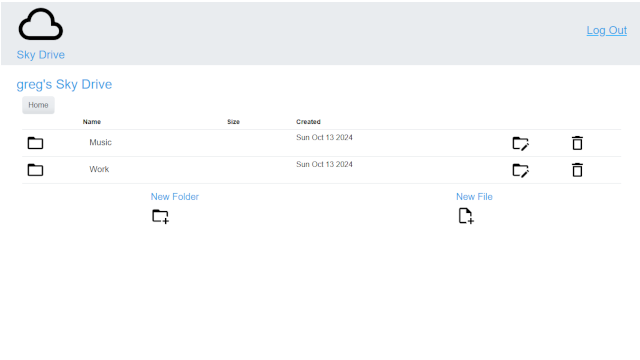 Log Out
Sky Drive
greg's Sky Drive
Home
Name Size Created
Music Sun Oct 13 2024
Work Sun Oct 13 2024
New Folder New File